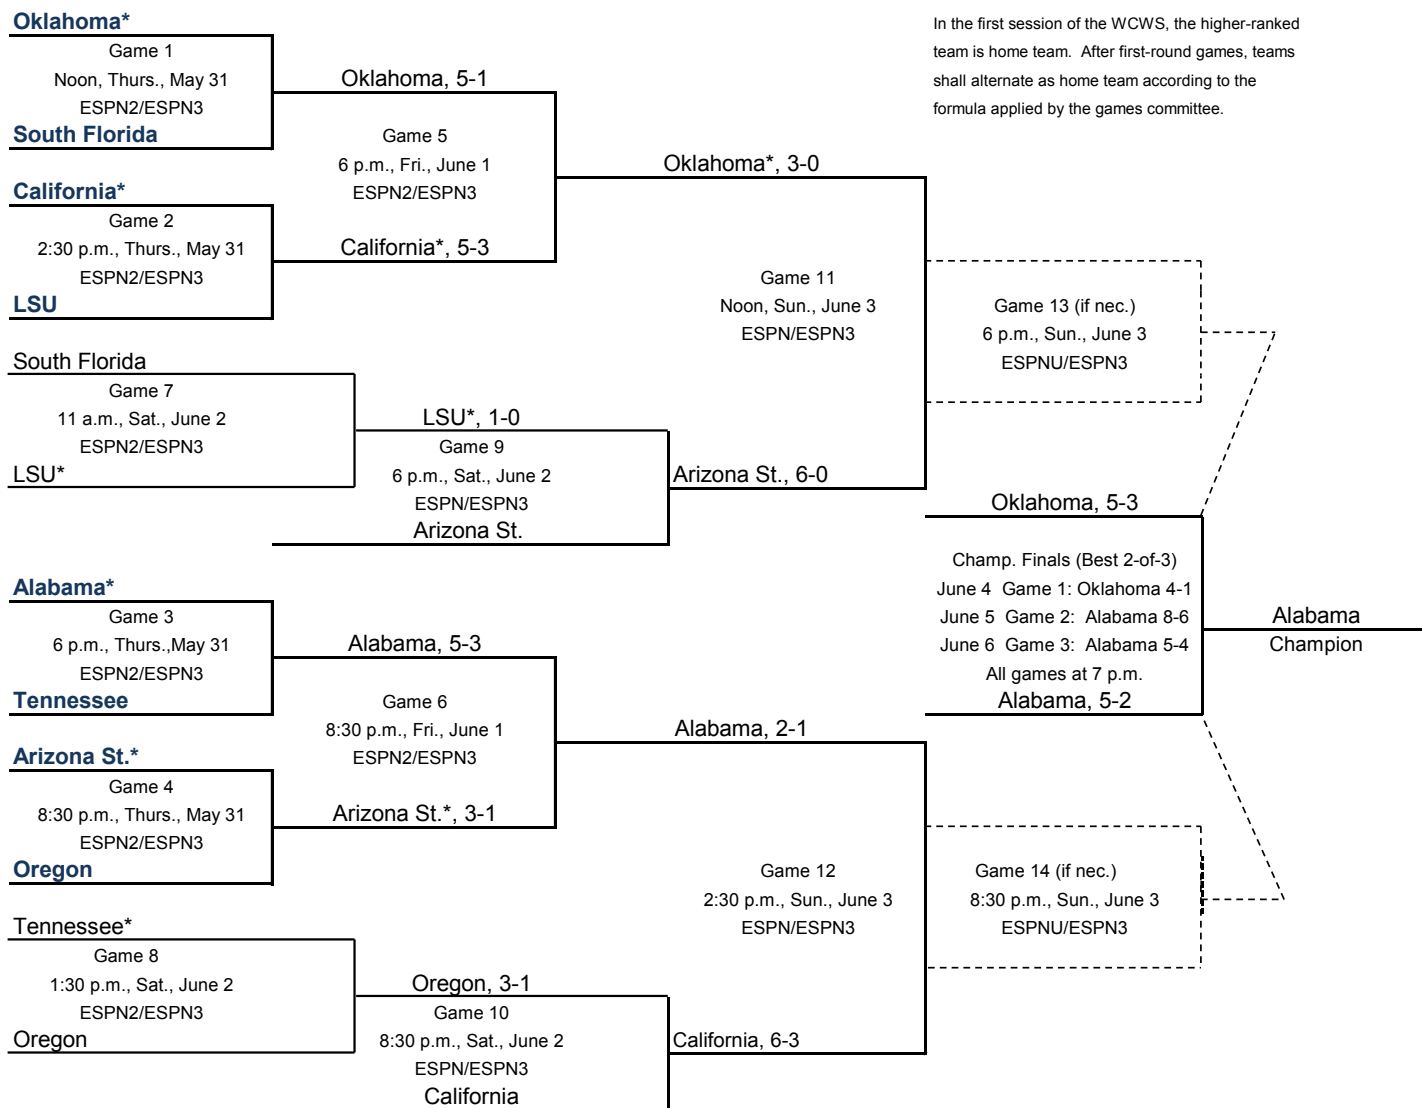 Oklahoma*
Game 1
Noon, Thurs., May 31
ESPN2/ESPN3
South Florida
California*
Game 2
2:30 p.m., Thurs., May 31
ESPN2/ESPN3
LSU
South Florida
Game 7
11 a.m., Sat., June 2
ESPN2/ESPN3
LSU*
Alabama*
Game 3
6 p.m., Thurs.,May 31
ESPN2/ESPN3
Tennessee
Arizona St.*
Game 4
8:30 p.m., Thurs., May 31
ESPN2/ESPN3
Oregon
Tennessee*
Game 8
1:30 p.m., Sat., June 2
ESPN2/ESPN3
Oregon
Oklahoma, 5-1
Game 5
6 p.m., Fri., June 1
ESPN2/ESPN3
California*, 5-3
LSU*, 1-0
Game 9
6 p.m., Sat., June 2
ESPN/ESPN3
Arizona St.
Alabama, 5-3
Game 6
8:30 p.m., Fri., June 1
ESPN2/ESPN3
Arizona St.*, 3-1
Oregon, 3-1
Game 10
8:30 p.m., Sat., June 2
ESPN/ESPN3
California
Oklahoma*, 3-0
Game 11
Noon, Sun., June 3
ESPN/ESPN3
Arizona St., 6-0
Alabama, 2-1
Game 12
2:30 p.m., Sun., June 3
ESPN/ESPN3
California, 6-3
In the first session of the WCWS, the higher-ranked
team is home team. After first-round games, teams
shall alternate as home team according to the
formula applied by the games committee.
Game 13 (if nec.)
6 p.m., Sun., June 3
ESPNU/ESPN3
Oklahoma, 5-3
Champ. Finals (Best 2-of-3)
June 4 Game 1: Oklahoma 4-1
June 5 Game 2: Alabama 8-6
June 6 Game 3: Alabama 5-4
All games at 7 p.m.
Alabama, 5-2
Game 14 (if nec.)
8:30 p.m., Sun., June 3
ESPNU/ESPN3
Alabama
Champion